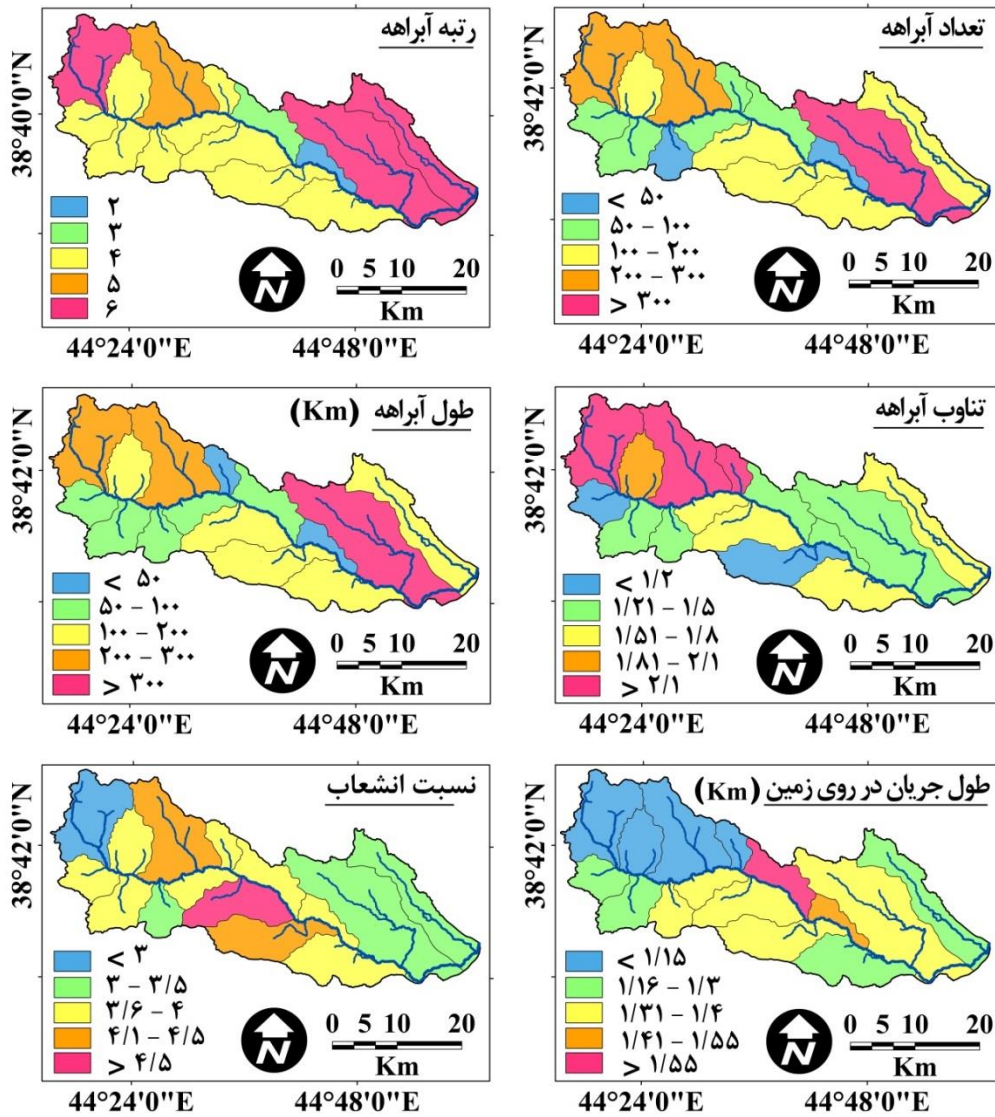 رتبه آبراهه
38°40'0"N
۲
۳
۴
۵
۶
N
0 5 10 20
Km
44°24'0"E 44°48'0"E
تعداد آبراهه
38°42'0"N
< ۵۰
۵۰ - ۱۰۰
۱۰۰ - ۲۰۰
۲۰۰ - ۳۰۰
> ۳۰۰
N
0 5 10 20
Km
44°24'0"E 44°48'0"E
طول آبراهه (Km)
38°42'0"N
< ۵۰
۵۰ - ۱۰۰
۱۰۰ - ۲۰۰
۲۰۰ - ۳۰۰
> ۳۰۰
N
0 5 10 20
Km
44°24'0"E 44°48'0"E
تناوب آبراهه
38°42'0"N
< ۱/۲
۱/۲۱ - ۱/۵
۱/۵۱ - ۱/۸
۱/۸۱ - ۲/۱
> ۲/۱
N
0 5 10 20
Km
44°24'0"E 44°48'0"E
نسبت انشعاب
38°42'0"N
< ۳
۳ - ۳/۵
۳/۶ - ۴
۴/۱ - ۴/۵
> ۴/۵
N
0 5 10 20
Km
44°24'0"E 44°48'0"E
طول جریان در روی زمین (Km)
38°42'0"N
< ۱/۱۵
۱/۱۶ - ۱/۳
۱/۳۱ - ۱/۴
۱/۴۱ - ۱/۵۵
> ۱/۵۵
N
0 5 10 20
Km
44°24'0"E 44°48'0"E